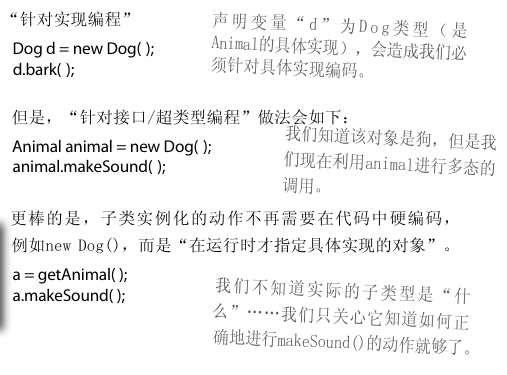 “针对实现编程”
Dog d = new Dog( );
d.bark( );
声明变量“d”为Dog类型（是
Animal的具体实现），会造成我们必
须针对具体实现编码。
但是，“针对接口/超类型编程”做法会如下：
Animal animal = new Dog( );
animal.makeSound( );
我们知道该对象是狗，但是我
们现在利用animal进行多态的
调用。
更棒的是，子类实例化的动作不再需要在代码中硬编码，
例如new Dog()，而是“在运行时才指定具体实现的对象”。
a = getAnimal( );
a.makeSound( );
我们不知道实际的子类型是“什
么”……我们只关心它知道如何正
确地进行makeSound()的动作就够了。